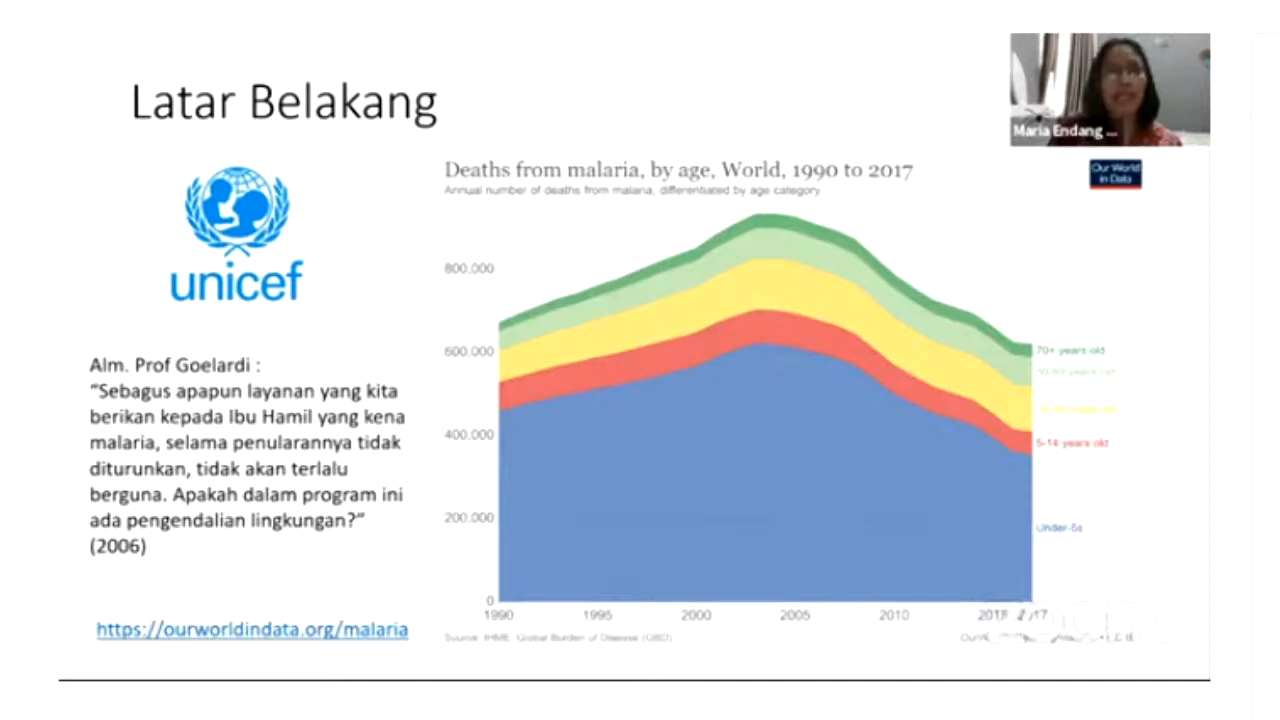 Latar Belakang
Maria Endang ...
unicef
Deaths from malaria, by age, World, 1990 to 2017
Annual number of deaths from malaria, differentiated by age category
Our World
in Data
800,000
600,000
400,000
200,000
0
1990
1995
2000
2005
2010
70+ years old
5-14 years old
Under-5s
Source: IHME, Global Burden of Disease (GBD)
Alm. Prof Goelardi :
“Sebagus apapun layanan yang kita
berikan kepada Ibu Hamil yang kena
malaria, selama penularannya tidak
diturunkan, tidak akan terlalu
berguna. Apakah dalam program ini
ada pengendalian lingkungan?”
(2006)
https://ourworldindata.org/malaria